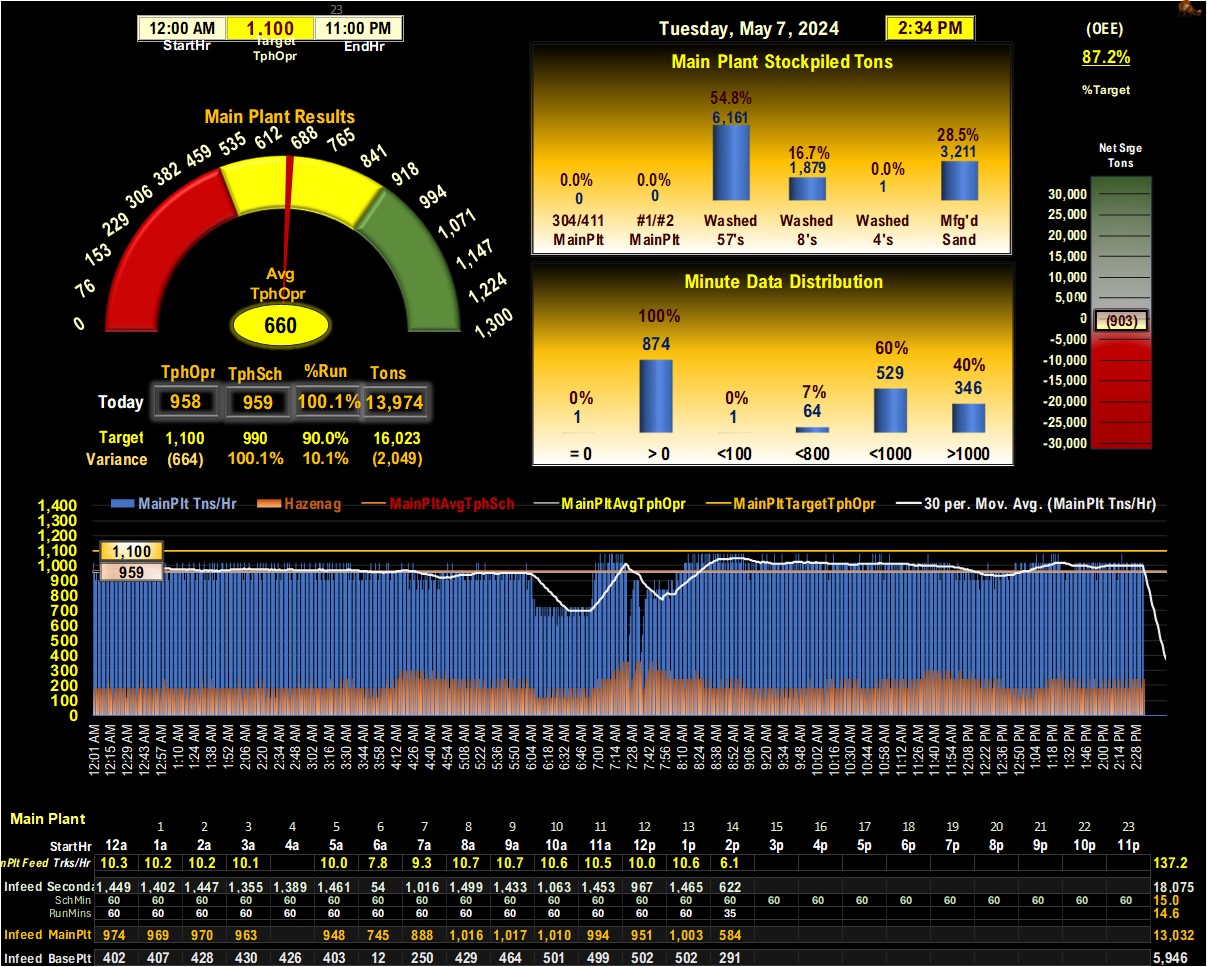 23
12:00 AM 1,100 11:00 PM
StartHr Target TphOpr EndHr
Tuesday, May 7, 2024 2:34 PM
(OEE)
87.2%
%Target
Main Plant Results
0 76 153 229 306 382 459 535 612 688 765 841 918 994 1,071 1,147 1,224 1,300
Avg
TphOpr
660
TphOpr TphSch %Run Tons
Today 958 959 100.1% 13,974
Target 1,100 990 90.0% 16,023
Variance (664) 100.1% 10.1% (2,049)
Main Plant Stockpiled Tons
0.0% 0.0% 54.8% 16.7% 0.0% 28.5%
0 0 6,161 1,879 1 3,211
304/411 #1/#2 Washed Washed Washed Mfg'd
MainPlt MainPlt 57's 8's 4's Sand
Minute Data Distribution
0% 100% 0% 7% 60% 40%
1 874 1 64 529 346
= 0 > 0 <100 <800 <1000 >1000
Net Srge
Tons
30,000
25,000
20,000
15,000
10,000
5,000
0
(903)
-5,000
-10,000
-15,000
-20,000
-25,000
-30,000
MainPlt Tns/Hr Hazenag MainPltAvgTphSch MainPltAvgTphOpr MainPltTargetTphOpr 30 per. Mov. Avg. (MainPlt Tns/Hr)
1,400
1,300
1,200
1,100
1,000
900
800
700
600
500
400
300
200
100
0
1,100
959
12:01 AM 12:15 AM 12:29 AM 12:43 AM 12:57 AM 1:10 AM 1:24 AM 1:38 AM 1:52 AM 2:06 AM 2:20 AM 2:34 AM 2:48 AM 3:02 AM 3:16 AM 3:30 AM 3:44 AM 3:58 AM 4:12 AM 4:26 AM 4:40 AM 4:54 AM 5:08 AM 5:22 AM 5:36 AM 5:50 AM 6:04 AM 6:18 AM 6:32 AM 6:46 AM 7:00 AM 7:14 AM 7:28 AM 7:42 AM 7:56 AM 8:10 AM 8:24 AM 8:38 AM 8:52 AM 9:06 AM 9:20 AM 9:34 AM 9:48 AM 10:02 AM 10:16 AM 10:30 AM 10:44 AM 10:58 AM 11:12 AM 11:26 AM 11:40 AM 11:54 AM 12:08 PM 12:22 PM 12:36 PM 12:50 PM 1:04 PM 1:18 PM 1:32 PM 1:46 PM 2:00 PM 2:14 PM 2:28 PM
Main Plant
1 2 3 4 5 6 7 8 9 10 11 12 13 14 15 16 17 18 19 20 21 22 23
StartHr 12a 1a 2a 3a 4a 5a 6a 7a 8a 9a 10a 11a 12p 1p 2p 3p 4p 5p 6p 7p 8p 9p 10p 11p
nPlt Feed Trks/Hr 10.3 10.2 10.2 10.1 10.0 7.8 9.3 10.7 10.7 10.6 10.5 10.0 10.6 6.1 137.2
Infeed Seconda 1,449 1,402 1,447 1,355 1,389 1,461 54 1,016 1,499 1,433 1,063 1,453 967 1,465 622 18,075
SchMin 60 60 60 60 60 60 60 60 60 60 60 60 60 60 60 60 60 60 60 60 60 60 60 60 15.0
RunMins 60 60 60 60 60 60 60 60 60 60 60 60 60 60 35 14.6
Infeed MainPlt 974 969 970 963 948 745 888 1,016 1,017 1,010 994 951 1,003 584 13,032
Infeed BasePlt 402 407 428 430 426 403 12 250 429 464 501 499 502 502 291 5,946